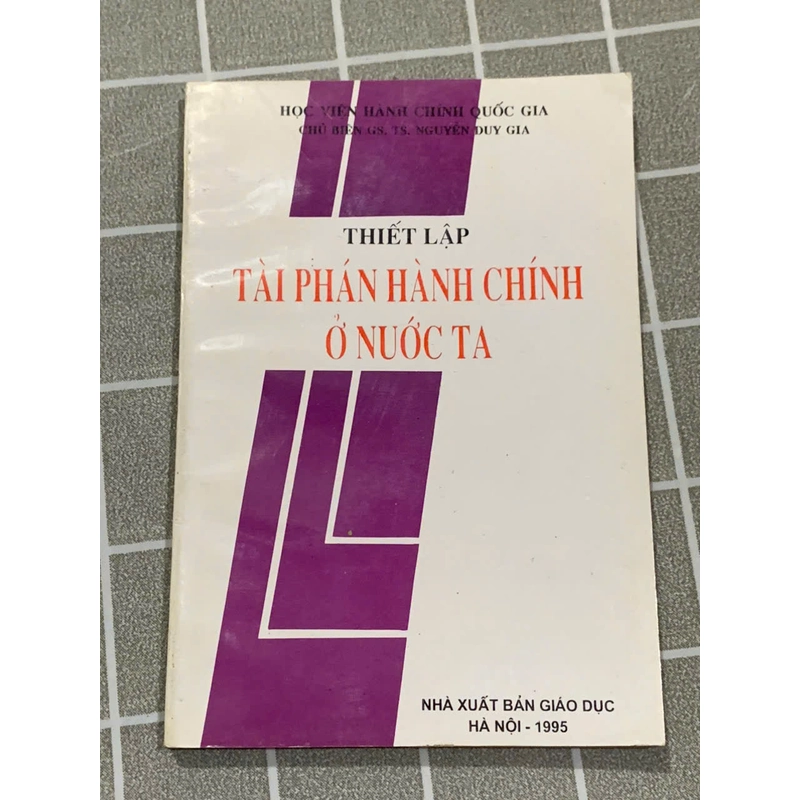 HỌC VIỆN HÀNH CHÍNH QUỐC GIA
CHỦ BIÊN GS. TS. NGUYỄN DUY GIA
THIẾT LẬP
TÀI PHÁN HÀNH CHÍNH
Ở NƯỚC TA
NHÀ XUẤT BẢN GIÁO DỤC
HÀ NỘI - 1995